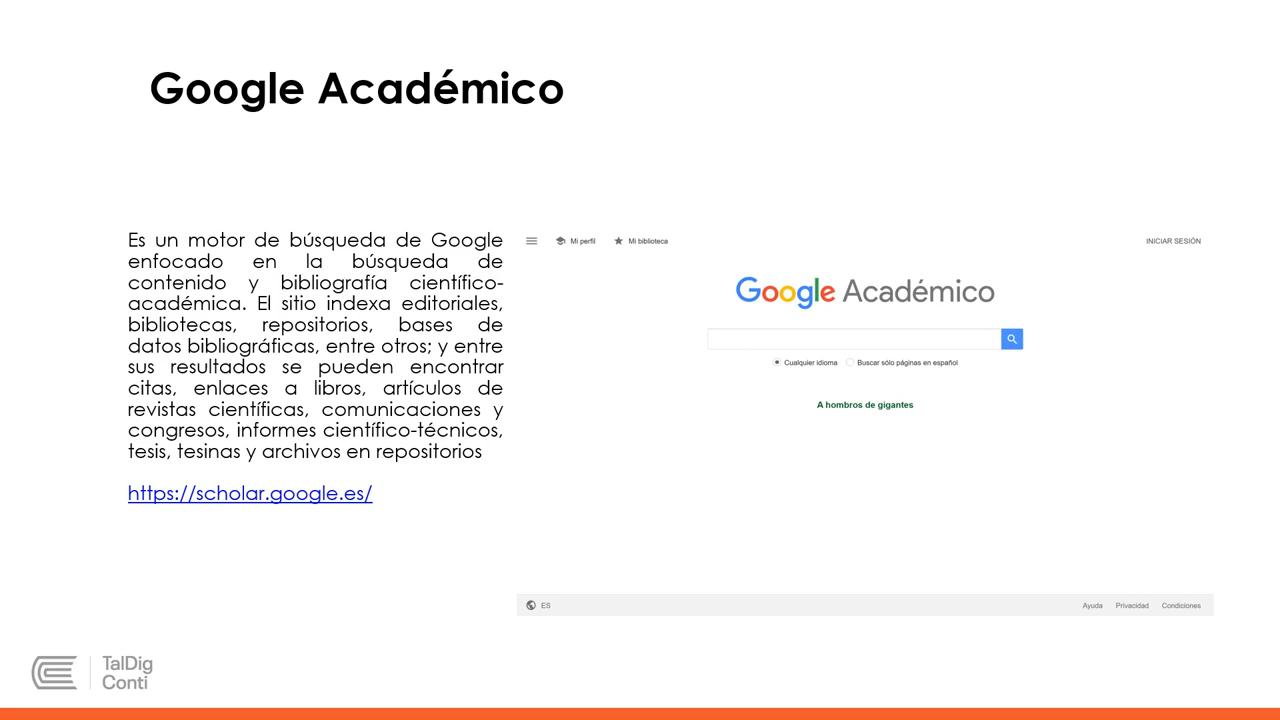 Google Académico
Es un motor de búsqueda de Google
enfocado en la búsqueda de
contenido y bibliografía científico-
académica. El sitio indexa editoriales,
bibliotecas, repositorios, bases de
datos bibliográficas, entre otros; y entre
sus resultados se pueden encontrar
citas, enlaces a libros, artículos de
revistas científicas, comunicaciones y
congresos, informes científico-técnicos,
tesis, tesinas y archivos en repositorios
https://scholar.google.es/
Mi perfil Mi biblioteca INICIAR SESIÓN
Google Académico
Cualquier idioma Buscar sólo páginas en español
A hombros de gigantes
ES Ayuda Privacidad Condiciones
TalDig
Conti